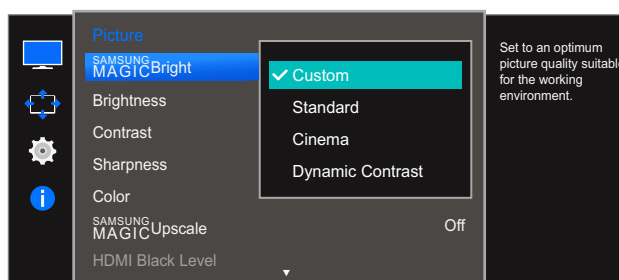 Picture
SAMSUNG
MAGICBright
Brightness
Contrast
Sharpness
Color
SAMSUNG
MAGICUpscale
Off
HDMI Black Level
Custom
Standard
Cinema
Dynamic Contrast
Set to an optimum
picture quality suitable
for the working
environment.